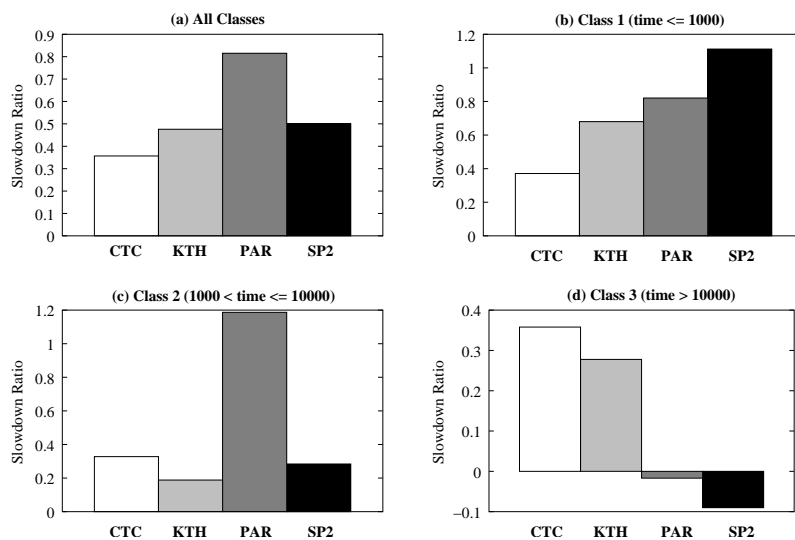 (a) All Classes
Slowdown Ratio
0.9
0.8
0.7
0.6
0.5
0.4
0.3
0.2
0.1
0
CTC KTH PAR SP2
(b) Class 1 (time <= 1000)
Slowdown Ratio
1.2
1
0.8
0.6
0.4
0.2
0
CTC KTH PAR SP2
(c) Class 2 (1000 < time <= 10000)
Slowdown Ratio
1.2
1
0.8
0.6
0.4
0.2
0
CTC KTH PAR SP2
(d) Class 3 (time > 10000)
Slowdown Ratio
0.4
0.3
0.2
0.1
0
−0.1
CTC KTH PAR SP2